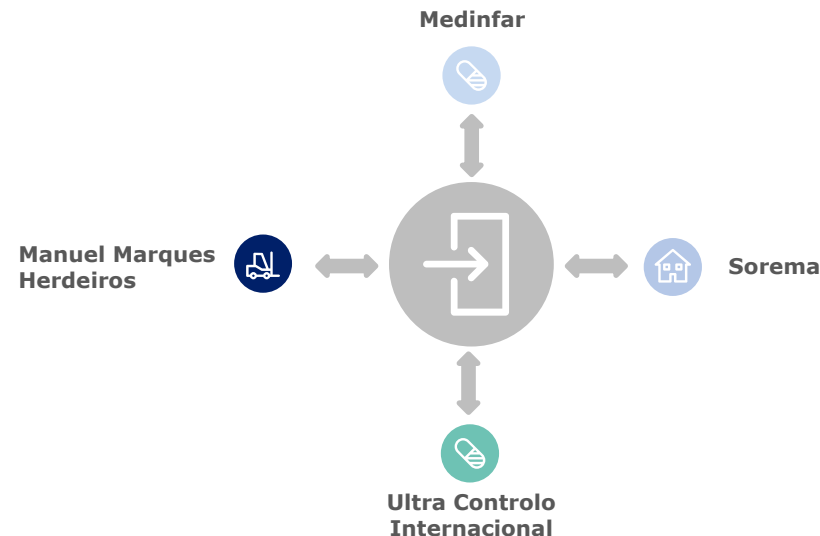 Medinfar
Manuel Marques
Herdeiros
Sorema
Ultra Controlo
Internacional